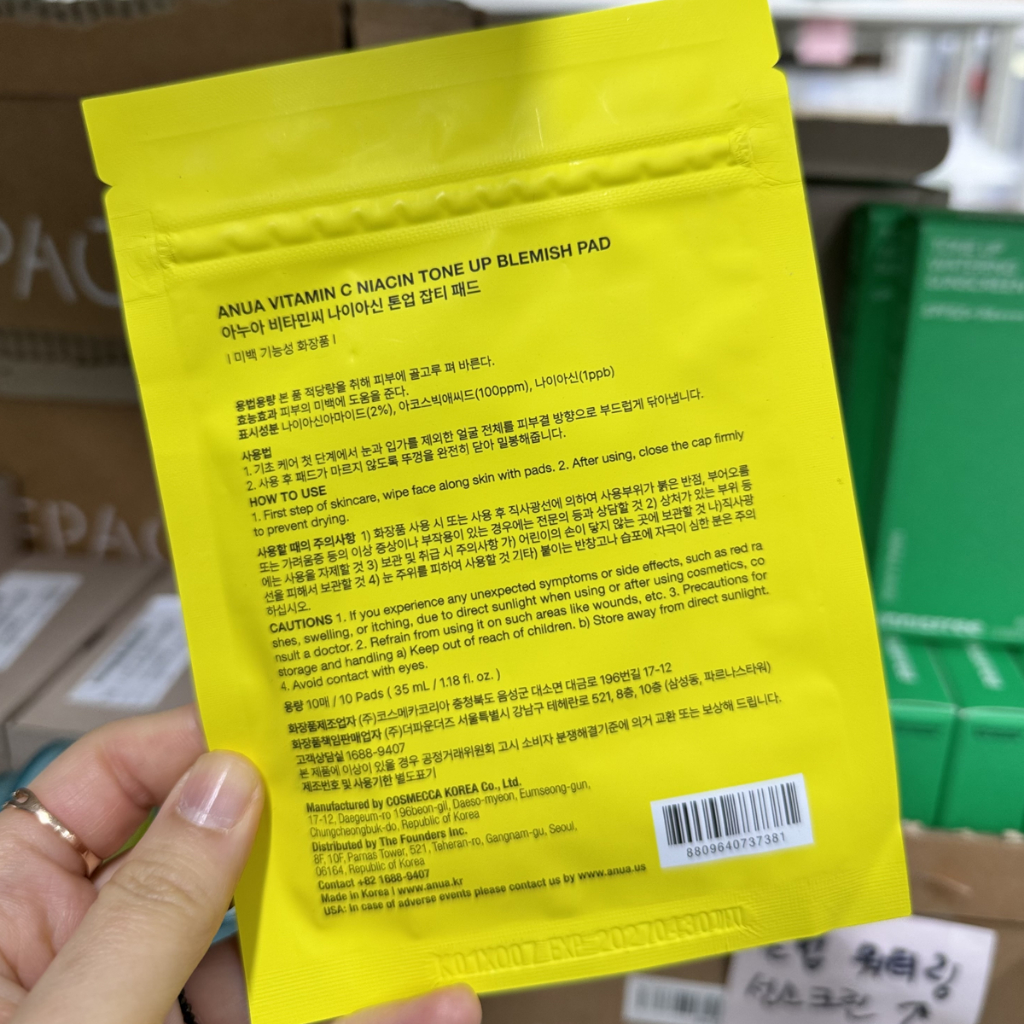 ANUA VITAMIN C NIACIN TONE UP BLEMISH PAD
아누아 비타민씨 나이아신 톤업 잡티 패드
| 미백 기능성 화장품 |
용법용량 본 품 적당량을 취해 피부에 골고루 펴 바른다.
효능효과 피부의 미백에 도움을 준다.
표시성분 나이아신아마이드(2%), 아코스빅애씨드(100ppm), 나이아신(1ppb)
사용법
1. 기초 케어 첫 단계에서 눈과 입가를 제외한 얼굴 전체를 피부결 방향으로 부드럽게 닦아냅니다.
2. 사용 후 패드가 마르지 않도록 뚜껑을 완전히 닫아 밀봉해줍니다.
HOW TO USE
1. First step of skincare, wipe face along skin with pads. 2. After using, close the cap firmly
to prevent drying.
사용할 때의 주의사항 1) 화장품 사용 시 또는 사용 후 직사광선에 의하여 사용부위가 붉은 반점, 부어오름
또는 가려움증 등의 이상 증상이나 부작용이 있는 경우에는 전문의 등과 상담할 것 2) 상처가 있는 부위 등
에는 사용을 자제할 것 3) 보관 및 취급 시 주의사항 가) 어린이의 손이 닿지 않는 곳에 보관할 것 나)직사광
선을 피해서 보관할 것 4) 눈 주위를 피하여 사용할 것 기타) 붙이는 반창고나 습포에 자극이 심한 분은 주의
하십시오.
CAUTIONS 1. If you experience any unexpected symptoms or side effects, such as red ra
shes, swelling, or itching, due to direct sunlight when using or after using cosmetics, co
nsult a doctor. 2. Refrain from using it on such areas like wounds, etc. 3. Precautions for
storage and handling a) Keep out of reach of children. b) Store away from direct sunlight.
4. Avoid contact with eyes.
용량 10매 / 10 Pads ( 35 mL / 1.18 fl. oz. )
화장품제조업자 (주)코스메카코리아 충청북도 음성군 대소면 대금로 196번길 17-12
화장품책임판매업자 (주)더파운더즈 서울특별시 강남구 테헤란로 521, 8층, 10층 (삼성동, 파르나스타워)
고객상담실 1688-9407
본 제품에 이상이 있을 경우 공정거래위원회 고시 소비자 분쟁해결기준에 의거 교환 또는 보상해 드립니다.
제조번호 및 사용기한 별도표기
Manufactured by COSMECCA KOREA Co., Ltd.
17-12, Daegeum-ro 196beon-gil, Daeso-myeon, Eumseong-gun,
Chungcheongbuk-do, Republic of Korea
Distributed by The Founders Inc.
8F, 10F, Parnas Tower, 521, Teheran-ro, Gangnam-gu, Seoul,
06164, Republic of Korea
Contact +82 1688-9407
Made in Korea | www.anua.kr
USA: In case of adverse events please contact us by www.anua.us
8809640737381
TONE UP
WATERING
SUNSCREEN
워터링
선스크린 ↗